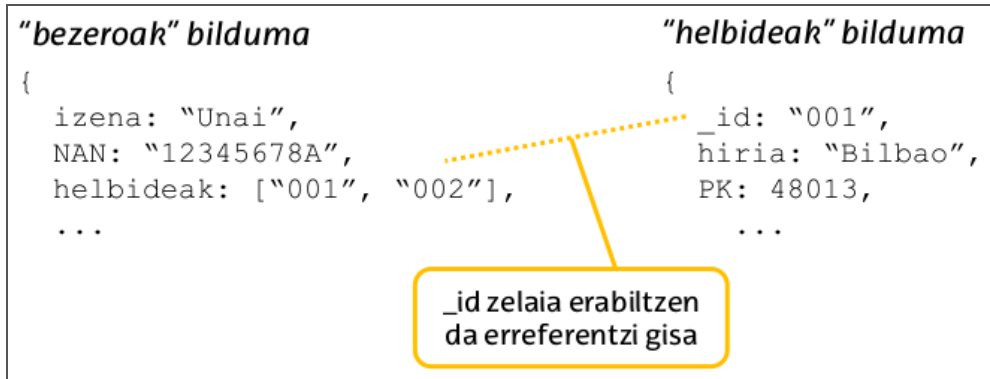 “bezeroak” bilduma
{
izena: “Unai”,
NAN: “12345678A”,
helbideak: [“001”, “002”],
...
“helbideak” bilduma
{
_id: “001”,
hiria: “Bilbao”,
PK: 48013,
...
_id zelaia erabiltzen
da erreferentzi gisa